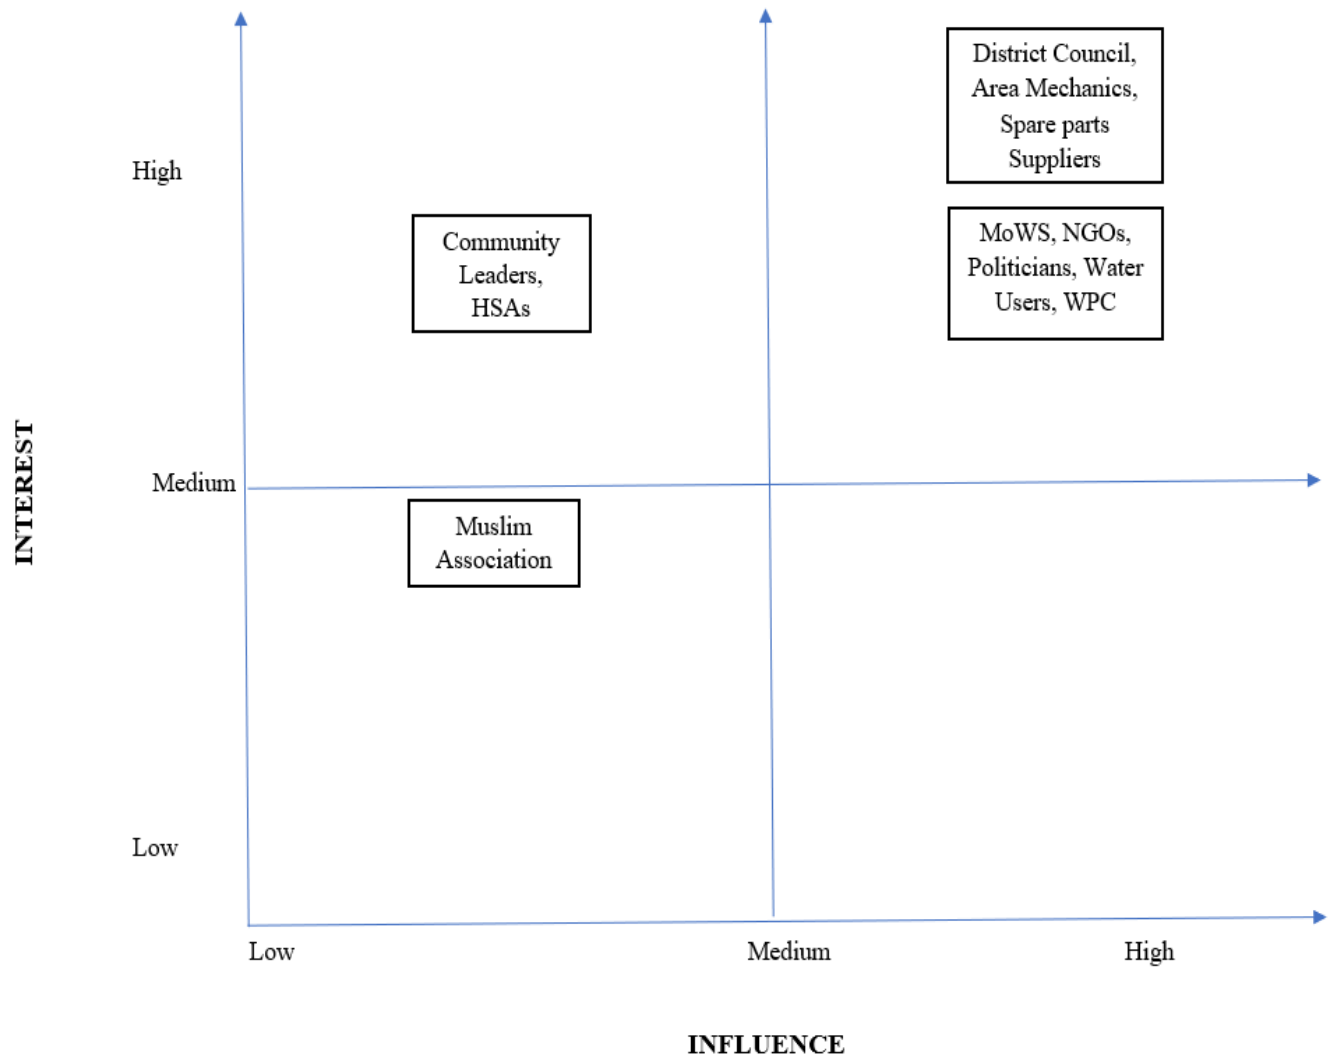 District Council,
Area Mechanics,
Spare parts
Suppliers
High
Community
Leaders,
HSAs
MoWS, NGOs,
Politicians, Water
Users, WPC
INTEREST
Medium
Muslim
Association
Low
Low
Medium
High
INFLUENCE